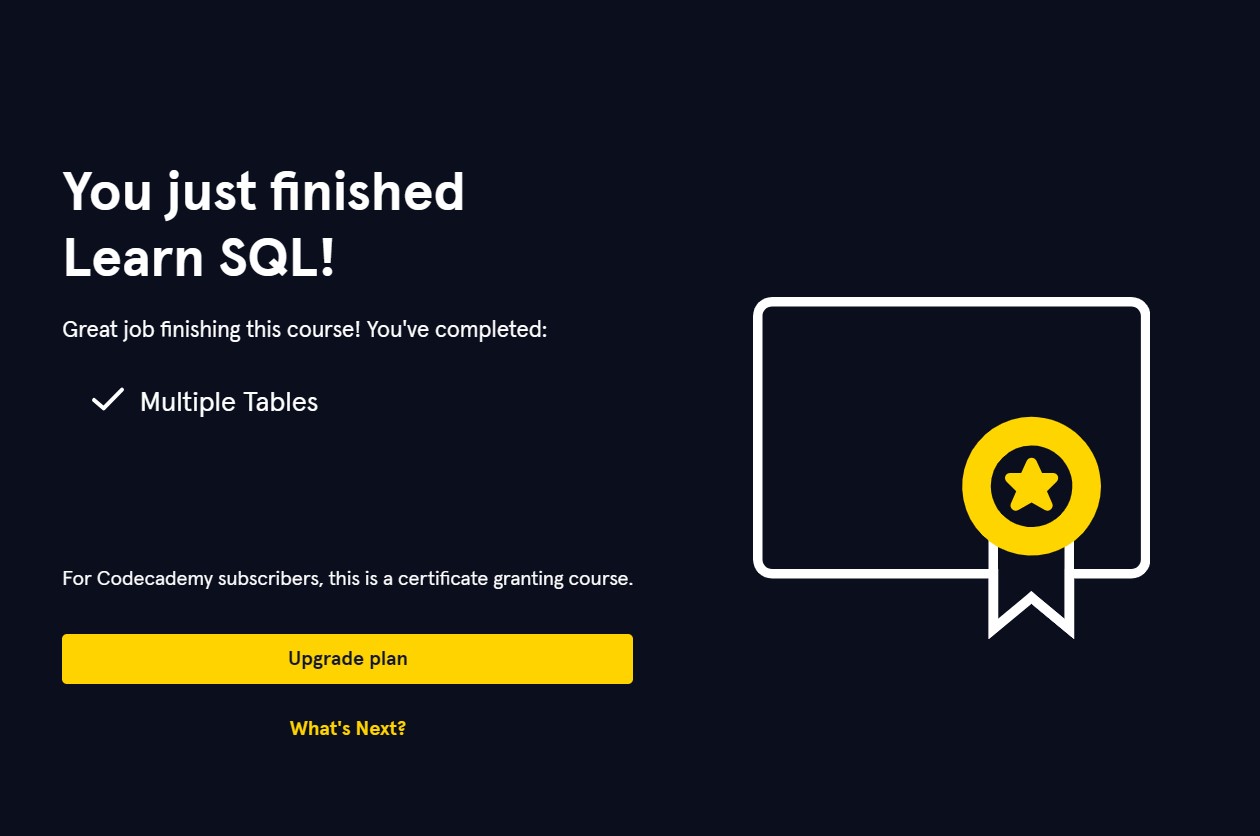 You just finished
Learn SQL!
Great job finishing this course! You've completed:
Multiple Tables
For Codecademy subscribers, this is a certificate granting course.
Upgrade plan
What's Next?